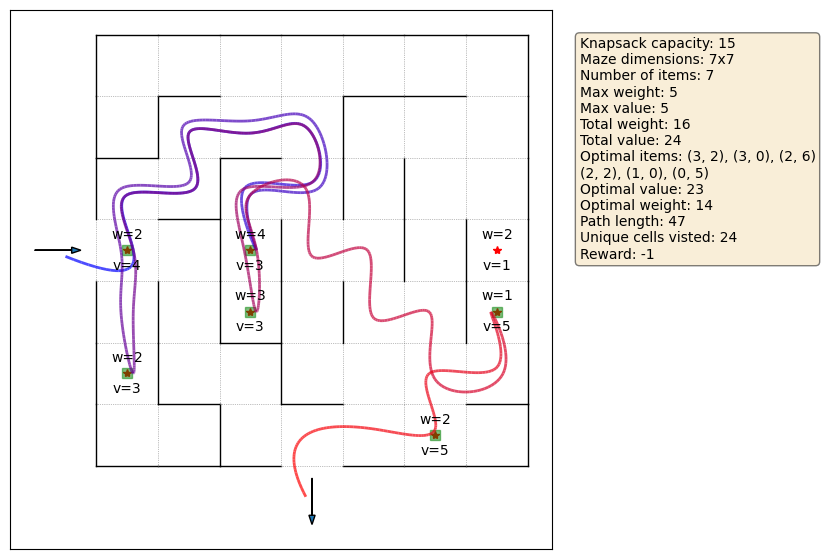 Knapsack capacity: 15
Maze dimensions: 7x7
Number of items: 7
Max weight: 5
Max value: 5
Total weight: 16
Total value: 24
Optimal items: (3, 2), (3, 0), (2, 6)
(2, 2), (1, 0), (0, 5)
Optimal value: 23
Optimal weight: 14
Path length: 47
Unique cells visted: 24
Reward: -1
w=2
w=4
w=2
v=4
v=3
v=1
w=3
w=1
v=3
v=5
w=2
v=3
w=2
v=5